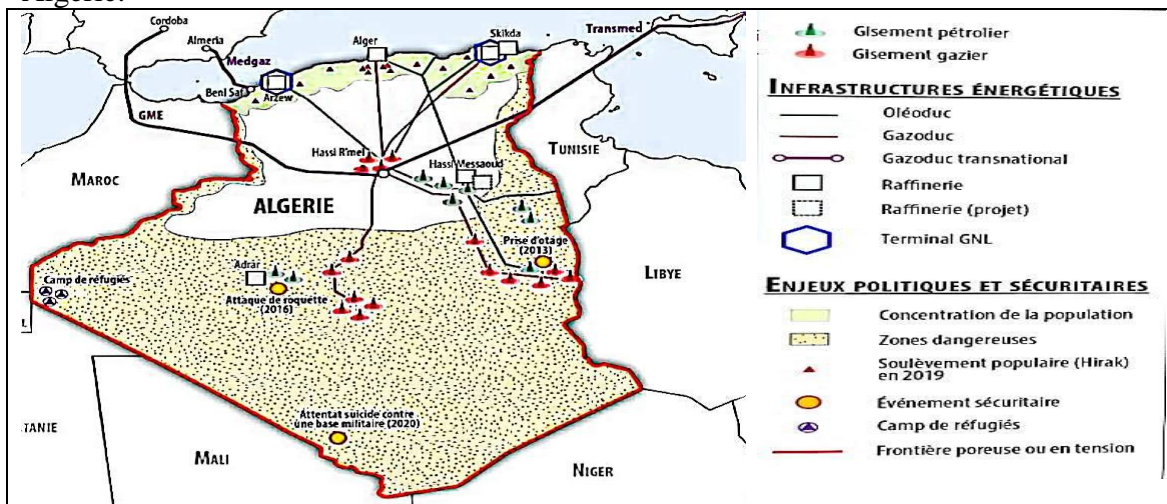 Algérie.
Cordoba
Almeria
Medgaz
Beni Saf
Arzew
GME
Alger
Skikda
Transmed
Hassi R'mel
Hassi Messaoud
TUNISIE
MAROC
ALGERIE
LIBYE
Prise d'otage
(2013)
Adrar
Attaque de roquette
(2016)
Camp de réfugiés
Attentat suicide contre
une base militaire (2020)
TANIE
MALI
NIGER
Gisement pétrolier
Gisement gazier
INFRASTRUCTURES ÉNERGÉTIQUES
Oléoduc
Gazoduc
Gazoduc transnational
Raffinerie
Raffinerie (projet)
Terminal GNL
ENJEUX POLITIQUES ET SÉCURITAIRES
Concentration de la population
Zones dangereuses
Soulèvement populaire (Hirak)
en 2019
Événement sécuritaire
Camp de réfugiés
Frontière poreuse ou en tension